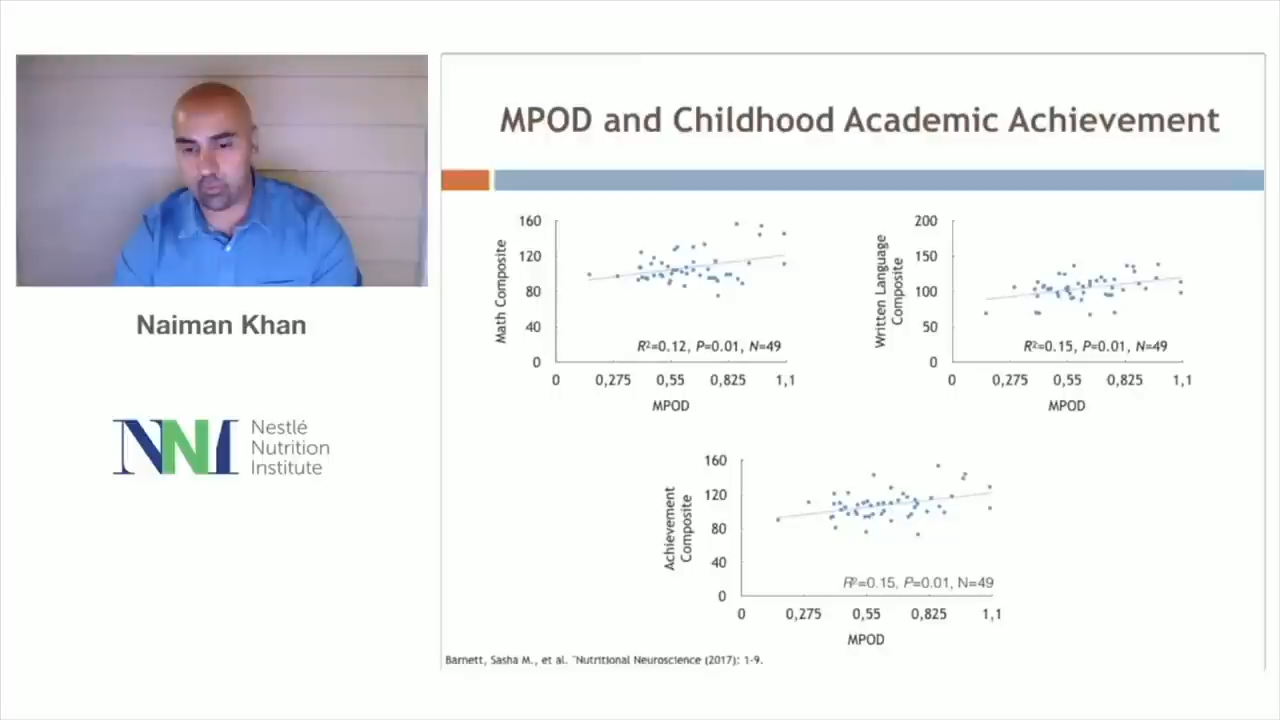 MPOD and Childhood Academic Achievement
Naiman Khan
NNI
Nestlé
Nutrition
Institute
Math Composite
160
120
80
40
0
R²=0.12, P=0.01, N=49
0 0,275 0,55 0,825 1,1
MPOD
Written Language
Composite
200
150
100
50
0
R²=0.15, P=0.01, N=49
0 0,275 0,55 0,825 1,1
MPOD
Achievement
Composite
160
120
80
40
0
R²=0.15, P=0.01, N=49
0 0,275 0,55 0,825 1,1
MPOD
Barnett, Sasha M., et al. "Nutritional Neuroscience (2017): 1-9.